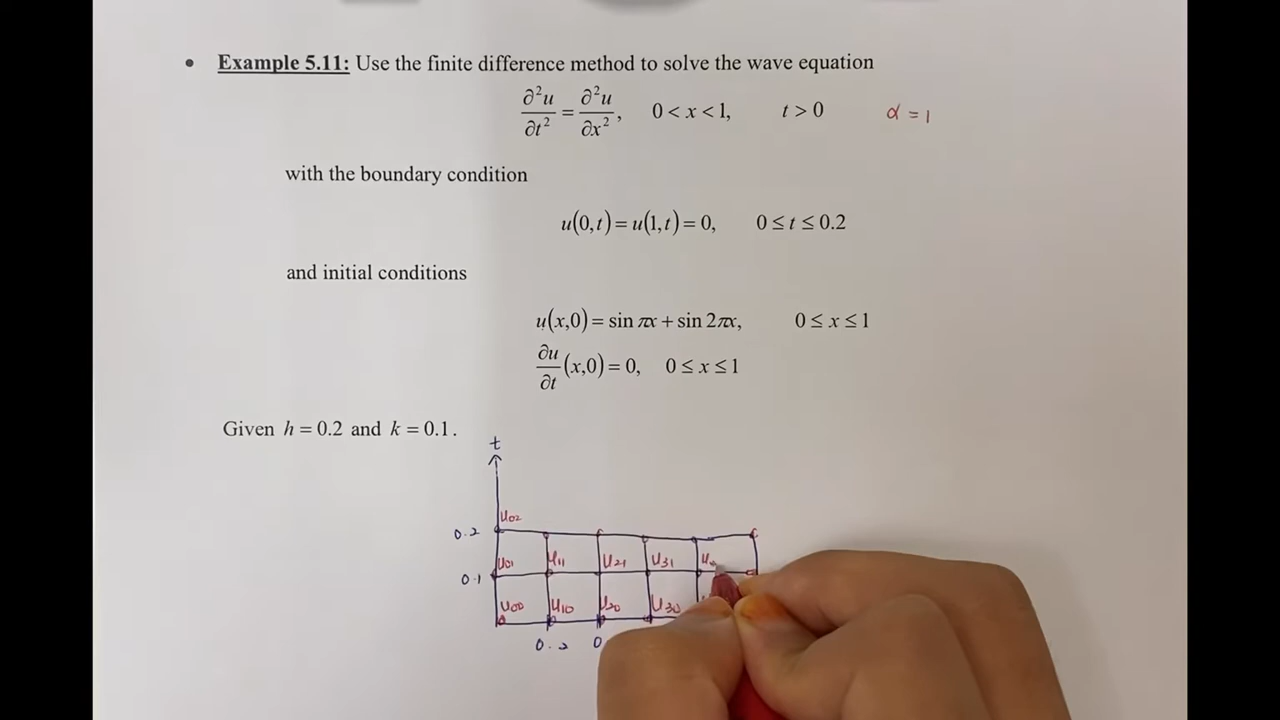 • Example 5.11: Use the finite difference method to solve the wave equation
∂²u/∂t² = ∂²u/∂x², 0 < x < 1, t > 0 α = 1
with the boundary condition
u(0,t) = u(1,t) = 0, 0 ≤ t ≤ 0.2
and initial conditions
u(x,0) = sin πx + sin 2πx, 0 ≤ x ≤ 1
∂u/∂t (x,0) = 0, 0 ≤ x ≤ 1
Given h = 0.2 and k = 0.1.
t
u02
0.2
u01 u11 u21 u31
0.1
u00 u10 u20 u30
0.2 0